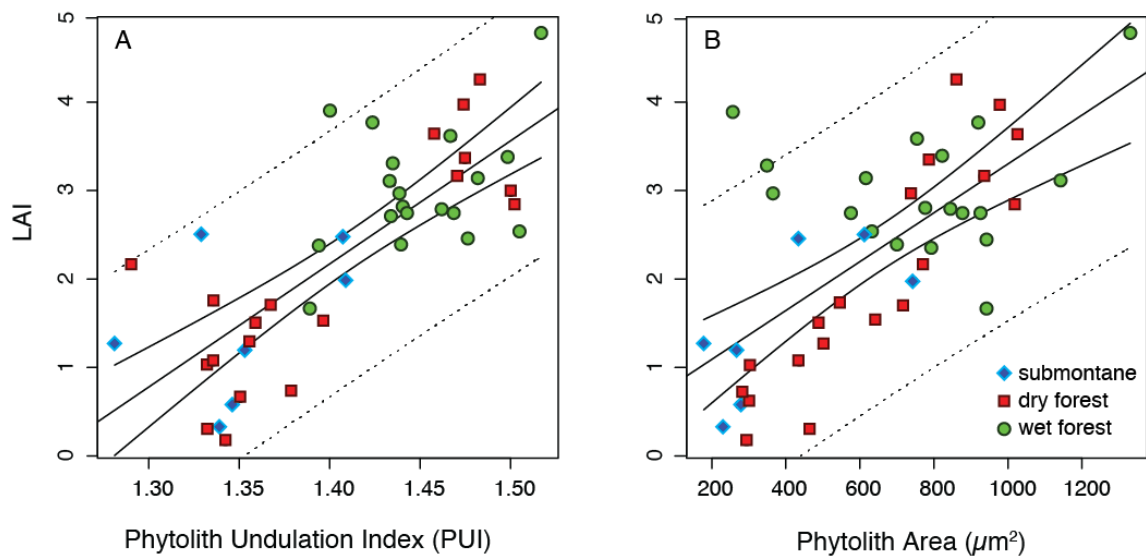 A
B
LAI
5
4
3
2
1
0
1.30 1.35 1.40 1.45 1.50
Phytolith Undulation Index (PUI)
5
4
3
2
1
0
submontane
dry forest
wet forest
200 400 600 800 1000 1200
Phytolith Area (µm²)